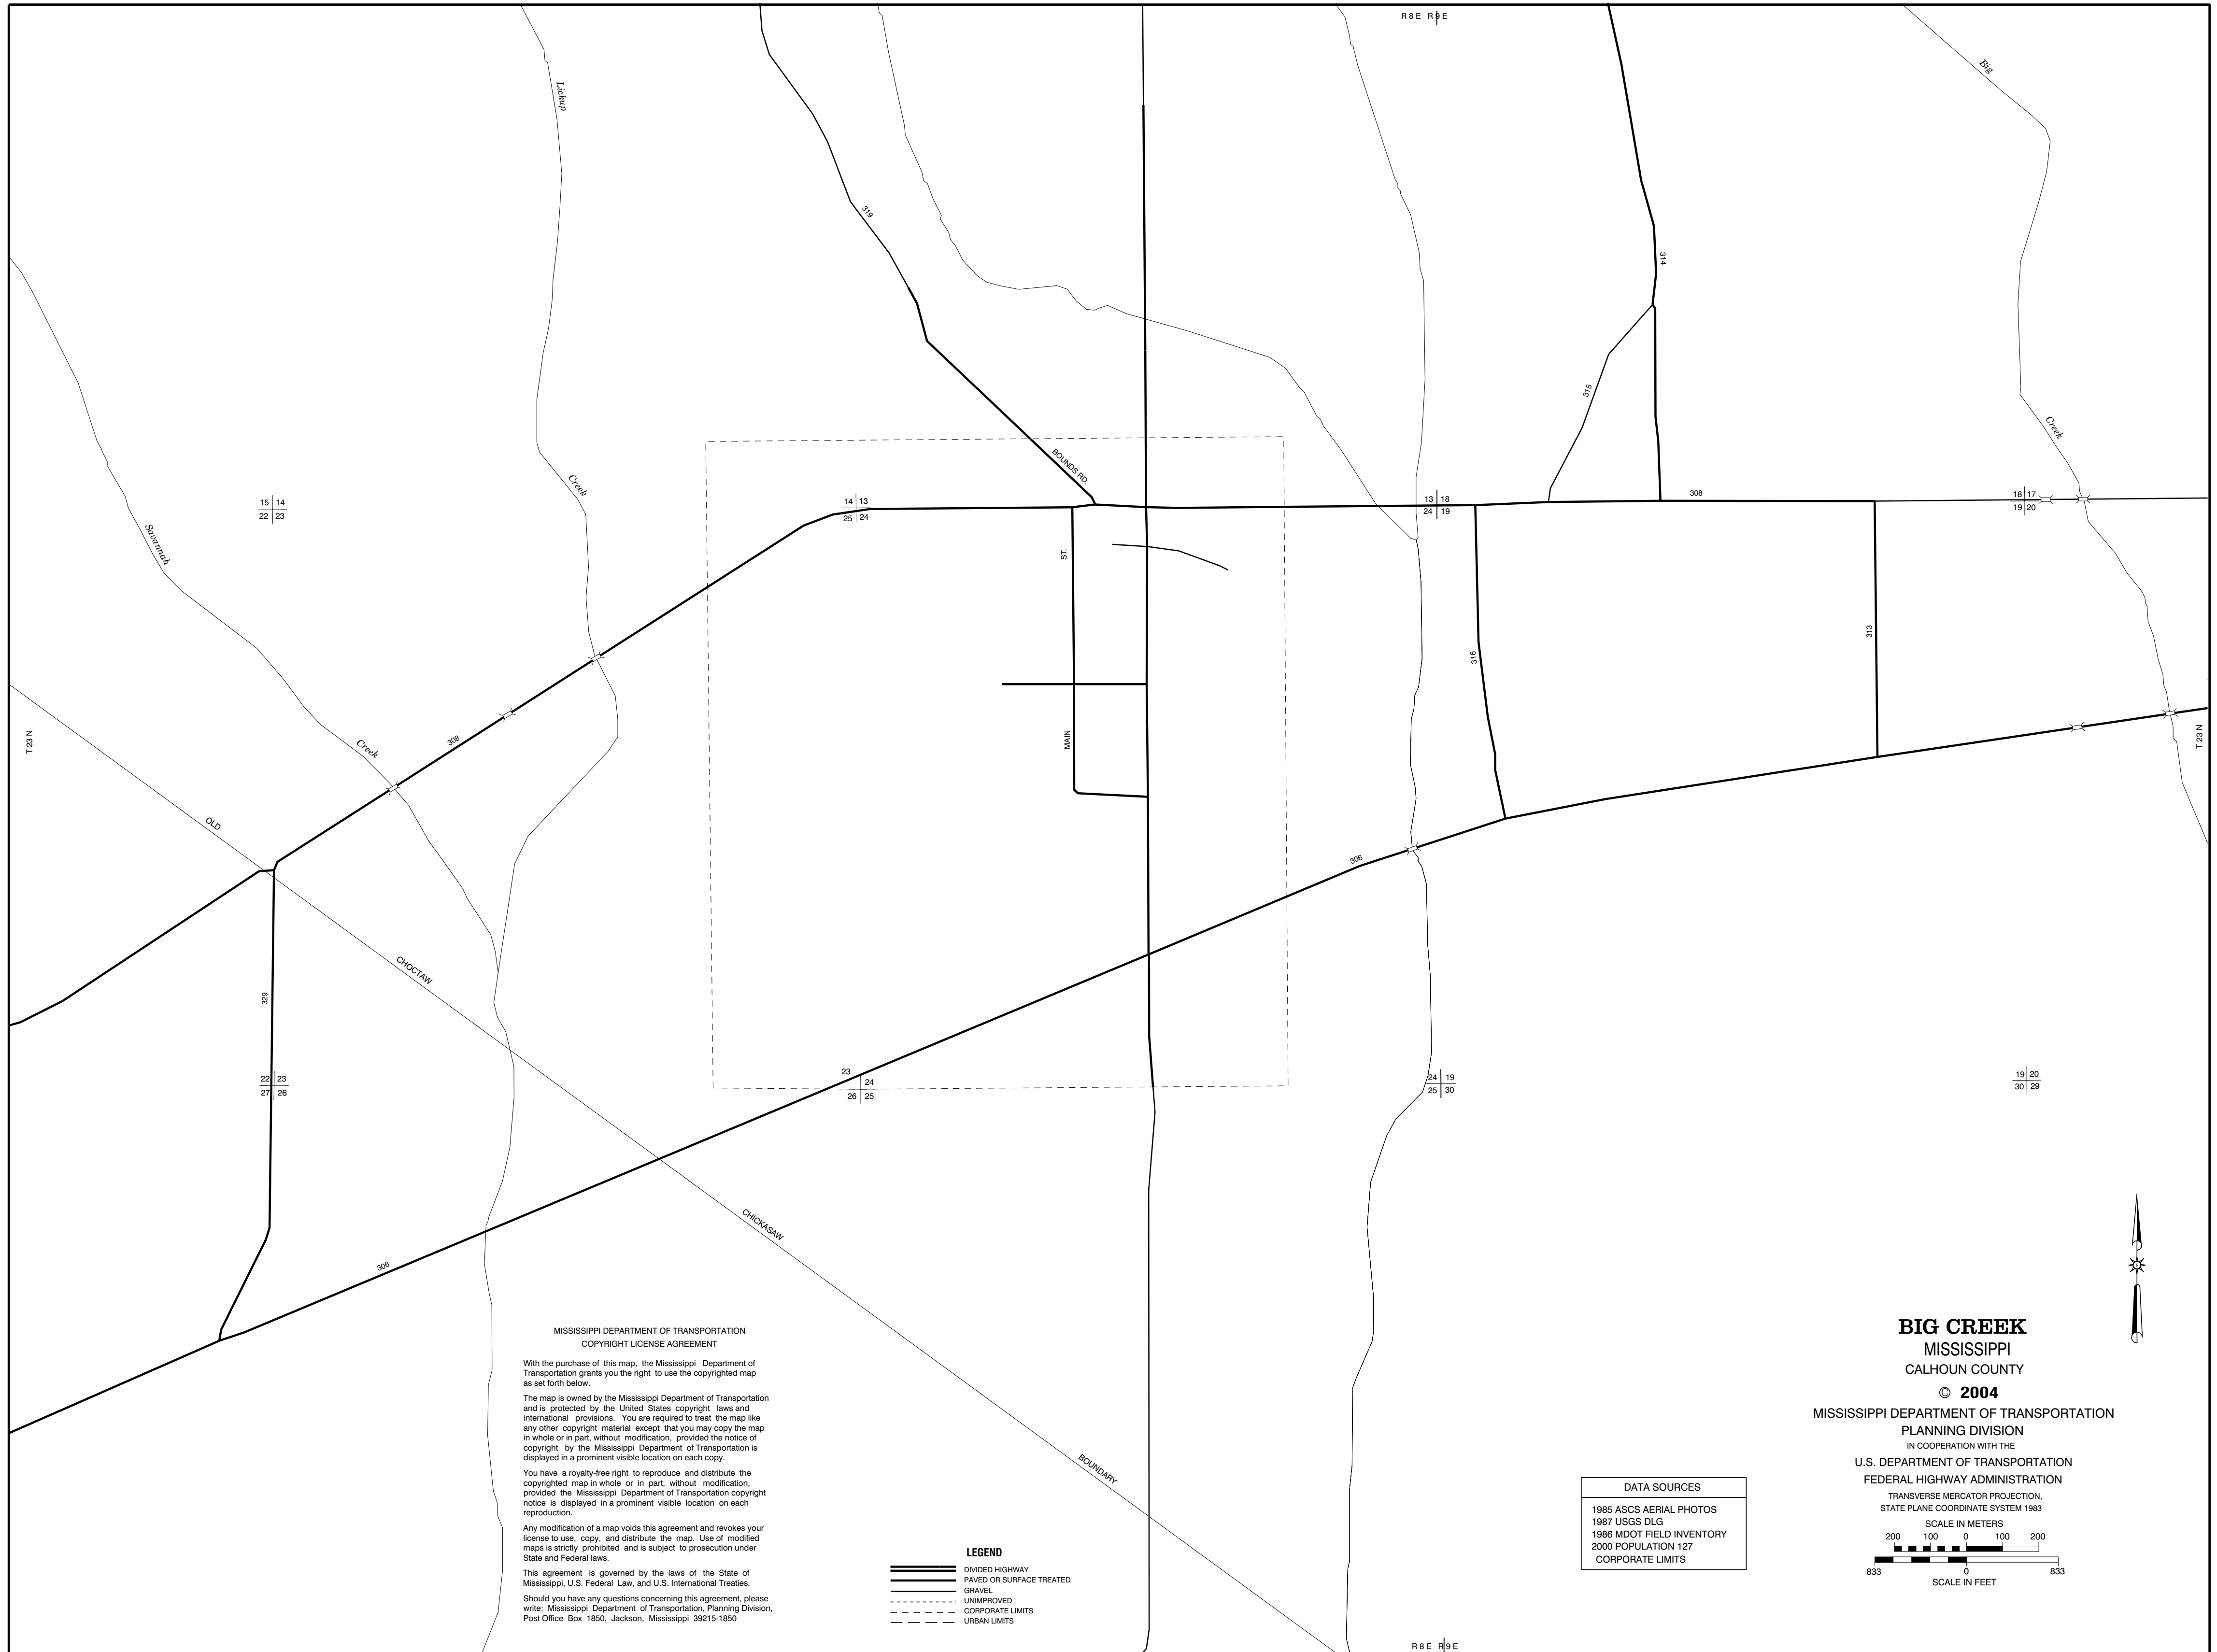 R 8 E R 9 E
Big
Lickup
319
314
315
BOUNDS RD.
Creek
Creek
308
15 14
22 23
14 13
25 24
13 18
24 19
18 17
19 20
Savannah
ST.
313
316
MAIN
T 23 N
T 23 N
308
Creek
OLD
306
CHOCTAW
329
22 23
27 26
23
24
26 25
24 19
25 30
19 20
30 29
CHICKASAW
306
BOUNDARY
MISSISSIPPI DEPARTMENT OF TRANSPORTATION
COPYRIGHT LICENSE AGREEMENT
With the purchase of this map, the Mississippi Department of
Transportation grants you the right to use the copyrighted map
as set forth below.
The map is owned by the Mississippi Department of Transportation
and is protected by the United States copyright laws and
international provisions. You are required to treat the map like
any other copyright material except that you may copy the map
in whole or in part, without modification, provided the notice of
copyright by the Mississippi Department of Transportation is
displayed in a prominent visible location on each copy.
You have a royalty-free right to reproduce and distribute the
copyrighted map in whole or in part, without modification,
provided the Mississippi Department of Transportation copyright
notice is displayed in a prominent visible location on each
reproduction.
Any modification of a map voids this agreement and revokes your
license to use, copy, and distribute the map. Use of modified
maps is strictly prohibited and is subject to prosecution under
State and Federal laws.
This agreement is governed by the laws of the State of
Mississippi, U.S. Federal Law, and U.S. International Treaties.
Should you have any questions concerning this agreement, please
write: Mississippi Department of Transportation, Planning Division,
Post Office Box 1850, Jackson, Mississippi 39215-1850
LEGEND
DIVIDED HIGHWAY
PAVED OR SURFACE TREATED
GRAVEL
UNIMPROVED
CORPORATE LIMITS
URBAN LIMITS
DATA SOURCES
1985 ASCS AERIAL PHOTOS
1987 USGS DLG
1986 MDOT FIELD INVENTORY
2000 POPULATION 127
CORPORATE LIMITS
BIG CREEK
MISSISSIPPI
CALHOUN COUNTY
© 2004
MISSISSIPPI DEPARTMENT OF TRANSPORTATION
PLANNING DIVISION
IN COOPERATION WITH THE
U.S. DEPARTMENT OF TRANSPORTATION
FEDERAL HIGHWAY ADMINISTRATION
TRANSVERSE MERCATOR PROJECTION,
STATE PLANE COORDINATE SYSTEM 1983
SCALE IN METERS
200 100 0 100 200
833 0 833
SCALE IN FEET
R 8 E R 9 E